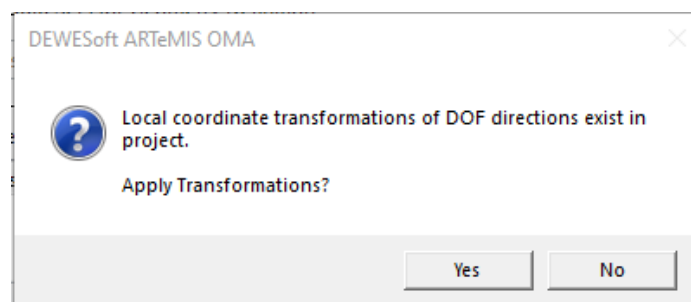 DEWESoft ARTeMIS OMA
Local coordinate transformations of DOF directions exist in
project.
Apply Transformations?
Yes No